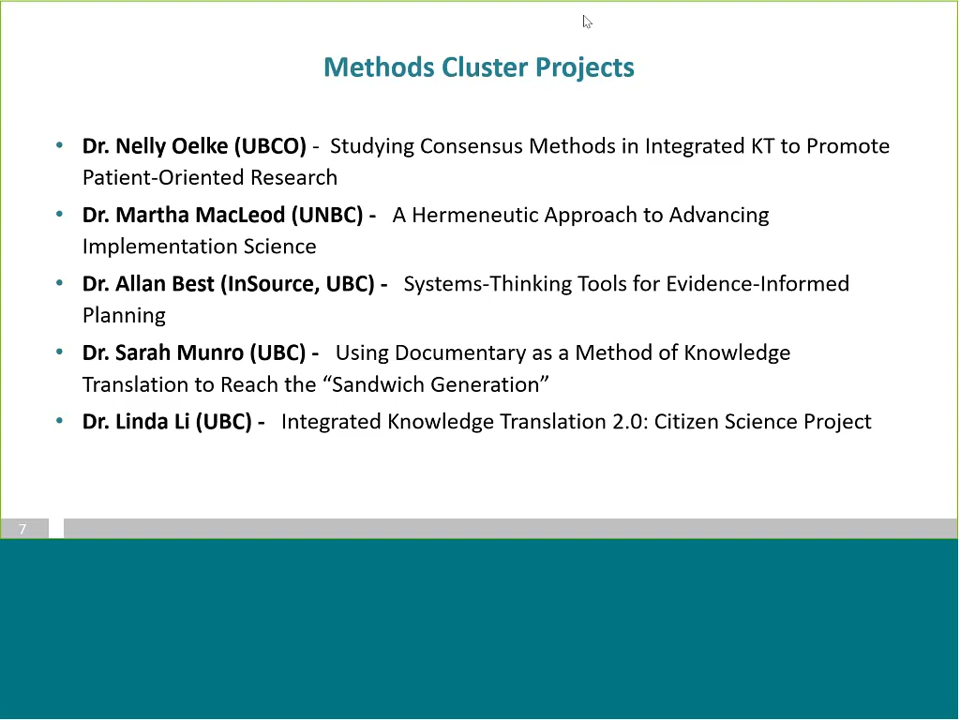 Methods Cluster Projects
• Dr. Nelly Oelke (UBCO) - Studying Consensus Methods in Integrated KT to Promote
Patient-Oriented Research
• Dr. Martha MacLeod (UNBC) - A Hermeneutic Approach to Advancing
Implementation Science
• Dr. Allan Best (InSource, UBC) - Systems-Thinking Tools for Evidence-Informed
Planning
• Dr. Sarah Munro (UBC) - Using Documentary as a Method of Knowledge
Translation to Reach the “Sandwich Generation”
• Dr. Linda Li (UBC) - Integrated Knowledge Translation 2.0: Citizen Science Project
7